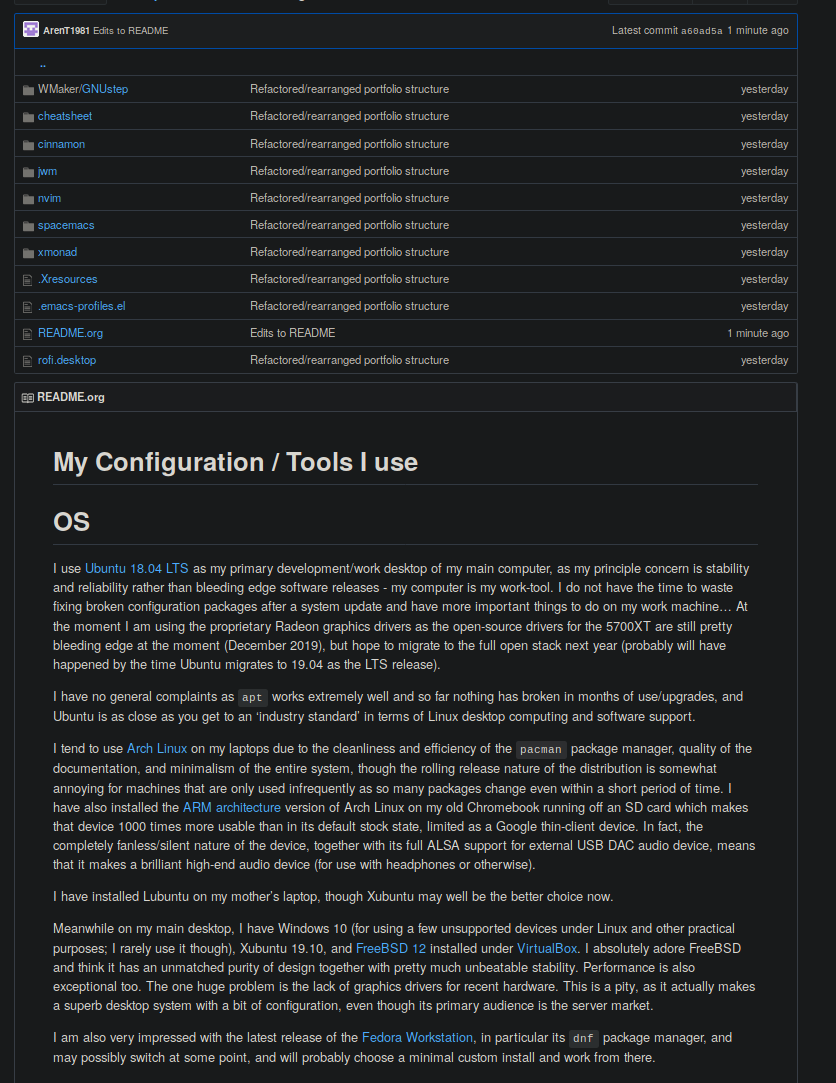 ArenT1981 Edits to README Latest commit a60ad5a 1 minute ago
..
WMaker/GNUstep Refactored/rearranged portfolio structure yesterday
cheatsheet Refactored/rearranged portfolio structure yesterday
cinnamon Refactored/rearranged portfolio structure yesterday
jwm Refactored/rearranged portfolio structure yesterday
nvim Refactored/rearranged portfolio structure yesterday
spacemacs Refactored/rearranged portfolio structure yesterday
xmonad Refactored/rearranged portfolio structure yesterday
.Xresources Refactored/rearranged portfolio structure yesterday
.emacs-profiles.el Refactored/rearranged portfolio structure yesterday
README.org Edits to README 1 minute ago
rofi.desktop Refactored/rearranged portfolio structure yesterday
README.org
My Configuration / Tools I use
OS
I use Ubuntu 18.04 LTS as my primary development/work desktop of my main computer, as my principle concern is stability
and reliability rather than bleeding edge software releases - my computer is my work-tool. I do not have the time to waste
fixing broken configuration packages after a system update and have more important things to do on my work machine… At
the moment I am using the proprietary Radeon graphics drivers as the open-source drivers for the 5700XT are still pretty
bleeding edge at the moment (December 2019), but hope to migrate to the full open stack next year (probably will have
happened by the time Ubuntu migrates to 19.04 as the LTS release).
I have no general complaints as apt works extremely well and so far nothing has broken in months of use/upgrades, and
Ubuntu is as close as you get to an ‘industry standard’ in terms of Linux desktop computing and software support.
I tend to use Arch Linux on my laptops due to the cleanliness and efficiency of the pacman package manager, quality of the
documentation, and minimalism of the entire system, though the rolling release nature of the distribution is somewhat
annoying for machines that are only used infrequently as so many packages change even within a short period of time. I
have also installed the ARM architecture version of Arch Linux on my old Chromebook running off an SD card which makes
that device 1000 times more usable than in its default stock state, limited as a Google thin-client device. In fact, the
completely fanless/silent nature of the device, together with its full ALSA support for external USB DAC audio device, means
that it makes a brilliant high-end audio device (for use with headphones or otherwise).
I have installed Lubuntu on my mother's laptop, though Xubuntu may well be the better choice now.
Meanwhile on my main desktop, I have Windows 10 (for using a few unsupported devices under Linux and other practical
purposes; I rarely use it though), Xubuntu 19.10, and FreeBSD 12 installed under VirtualBox. I absolutely adore FreeBSD
and think it has an unmatched purity of design together with pretty much unbeatable stability. Performance is also
exceptional too. The one huge problem is the lack of graphics drivers for recent hardware. This is a pity, as it actually makes
a superb desktop system with a bit of configuration, even though its primary audience is the server market.
I am also very impressed with the latest release of the Fedora Workstation, in particular its dnf package manager, and
may possibly switch at some point, and will probably choose a minimal custom install and work from there.